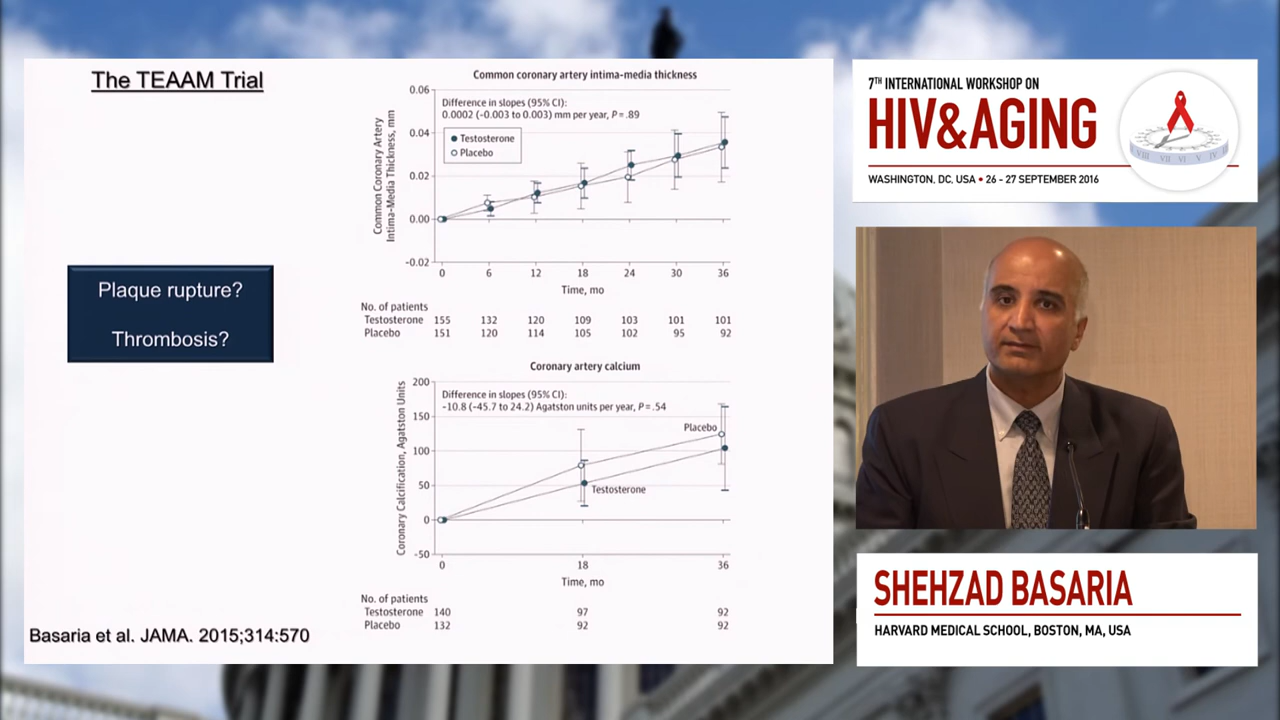 The TEAAM Trial
Plaque rupture?
Thrombosis?
Basaria et al. JAMA. 2015;314:570
Common coronary artery intima-media thickness
Difference in slopes (95% CI):
0.0002 (-0.003 to 0.003) mm per year, P=.89
Testosterone
Placebo
Common Coronary Artery
Intima-Media Thickness, mm
0.06
0.04
0.02
0.00
-0.02
0 6 12 18 24 30 36
Time, mo
No. of patients
Testosterone 155 132 120 109 103 101 101
Placebo 151 120 114 105 102 95 92
Coronary artery calcium
Difference in slopes (95% CI):
-10.8 (-45.7 to 24.2) Agatston units per year, P=.54
Placebo
Testosterone
Coronary Calcification, Agatston Units
200
150
100
50
0
-50
0 18 36
Time, mo
No. of patients
Testosterone 140 97 92
Placebo 132 92 92
7TH INTERNATIONAL WORKSHOP ON
HIV&AGING
WASHINGTON, DC, USA • 26 - 27 SEPTEMBER 2016
VIII VII VI V IV
SHEHZAD BASARIA
HARVARD MEDICAL SCHOOL, BOSTON, MA, USA